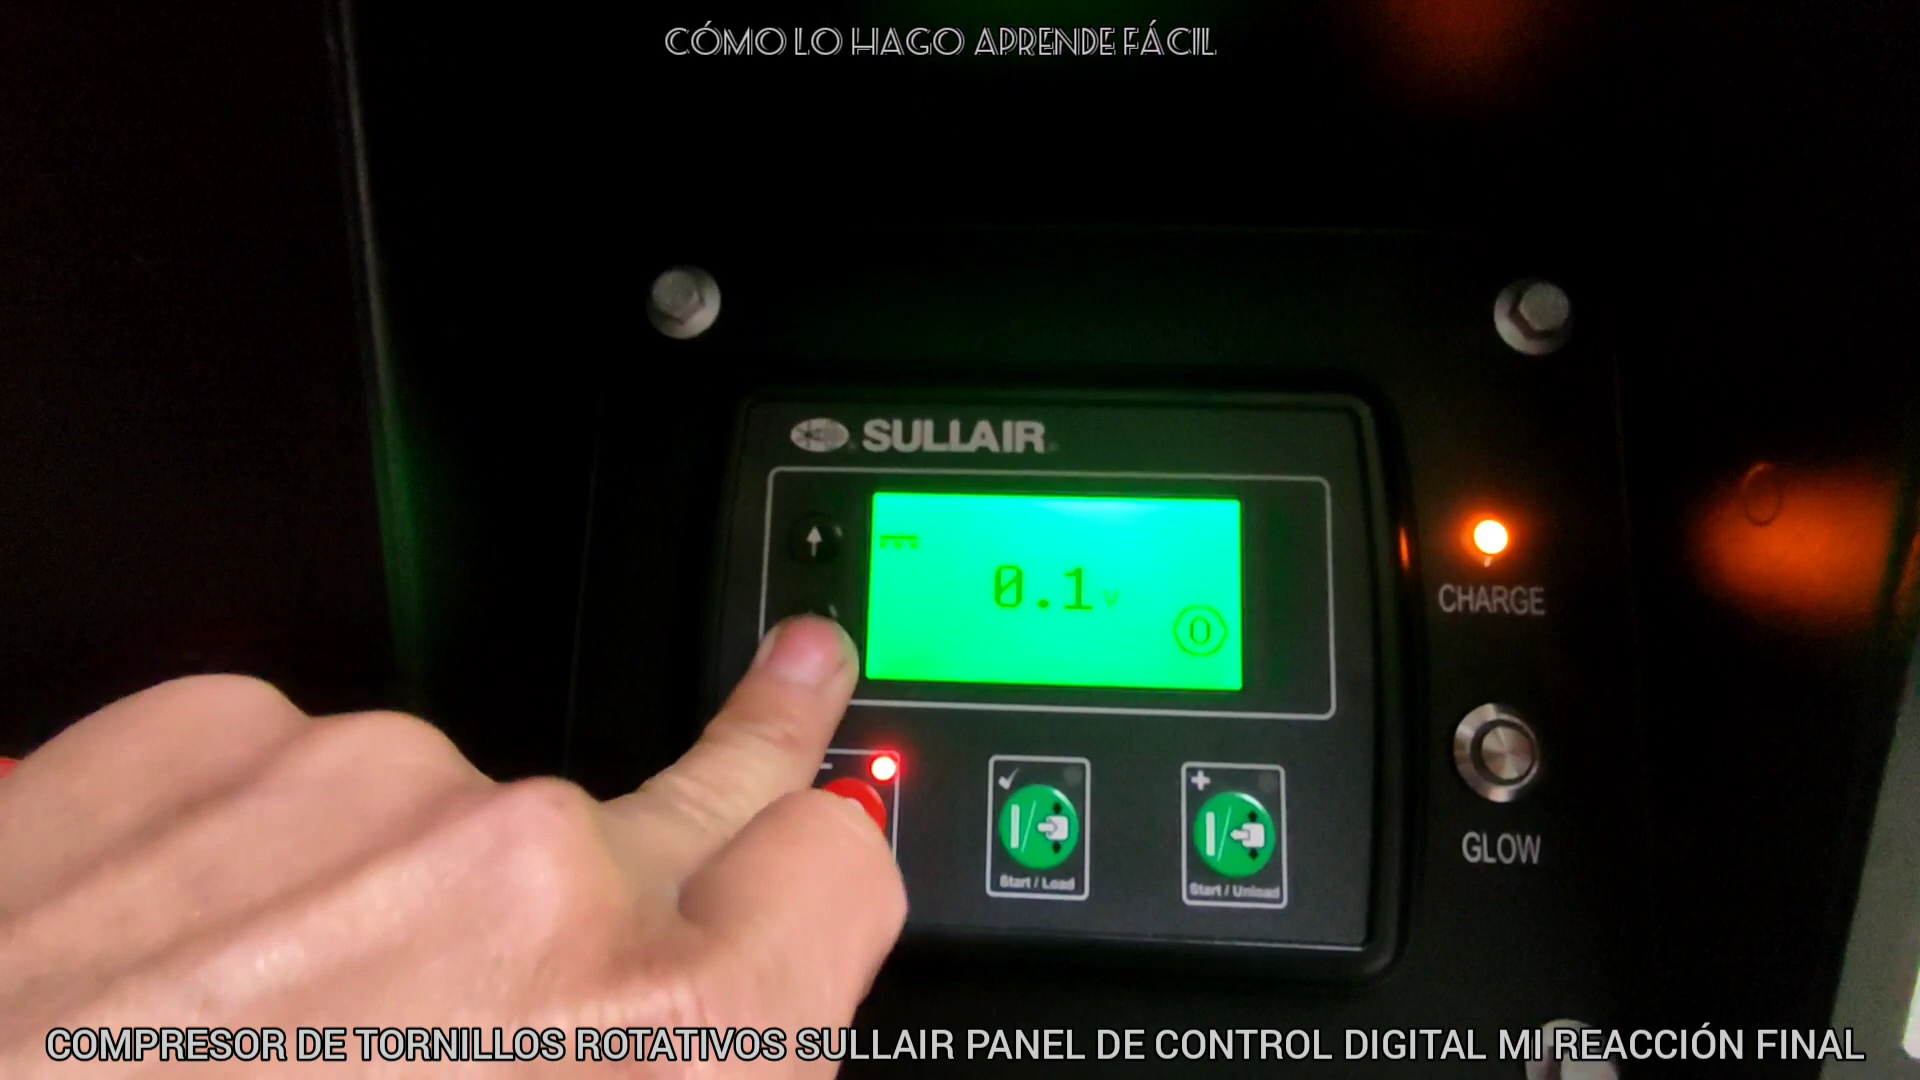 CÓMO LO HAGO APRENDE FÁCIL
SULLAIR
0.1 V
0
CHARGE
Start / Load
Start / Unload
GLOW
COMPRESOR DE TORNILLOS ROTATIVOS SULLAIR PANEL DE CONTROL DIGITAL MI REACCIÓN FINAL